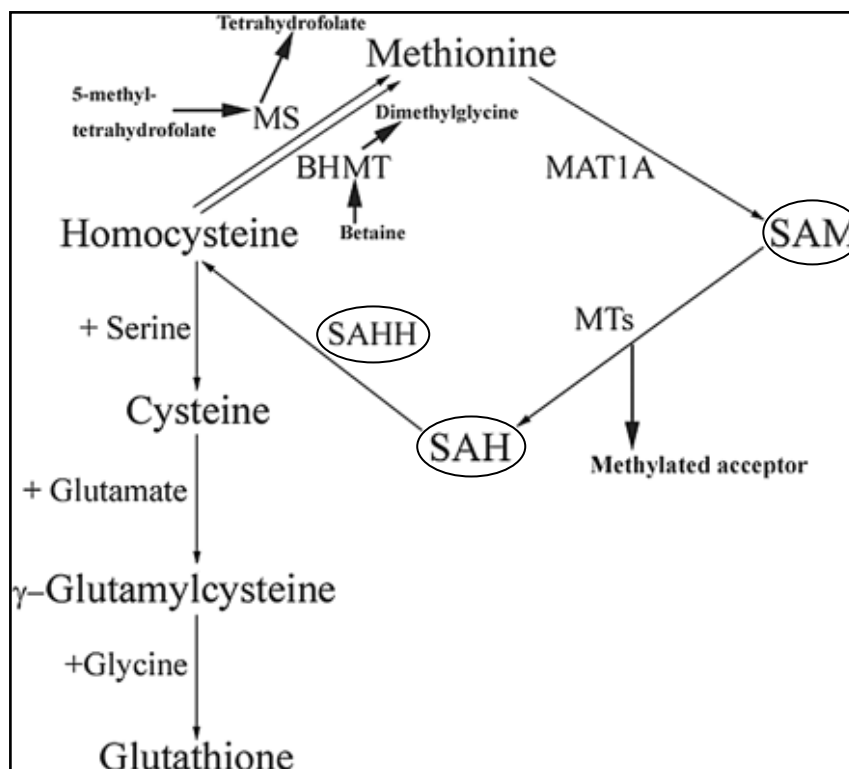 Tetrahydrofolate
Methionine
5-methyl-
tetrahydrofolate
MS
Dimethylglycine
BHMT
MAT1A
Betaine
Homocysteine
SAM
+ Serine
SAHH
MTs
Cysteine
SAH
Methylated acceptor
+ Glutamate
γ–Glutamylcysteine
+Glycine
Glutathione